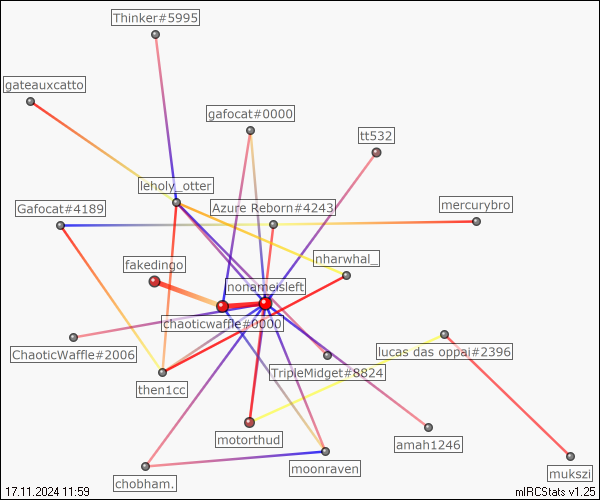 Thinker#5995
gateauxcatto
gafocat#0000
tt532
leholy_otter
Gafocat#4189
Azure Reborn#4243
mercurybro
nharwhal_
fakedingo
nonameisleft
chaoticwaffle#0000
ChaoticWaffle#2006
lucas das oppai#2396
TripleMidget#8824
then1cc
motorthud
amah1246
moonraven
mukszi
chobham.
17.11.2024 11:59
mIRCStats v1.25